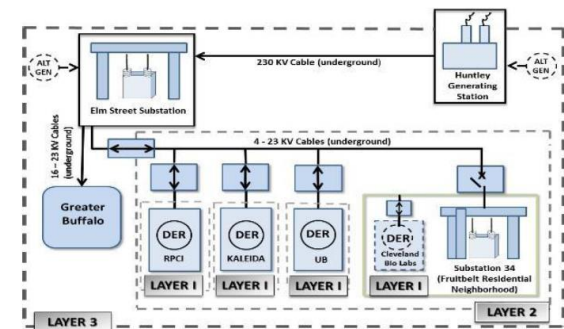 ALT
GEN
Elm Street Substation
230 KV Cable (underground)
Huntley
Generating
Station
ALT
GEN
16 – 23 KV Cables
(underground)
4 - 23 KV Cables (underground)
Greater
Buffalo
DER
RPCI
LAYER I
DER
KALEIDA
LAYER I
DER
UB
LAYER I
DER
Cleveland
Bio Labs
LAYER I
Substation 34
(Fruitbelt Residential
Neighborhood)
LAYER 2
LAYER 3